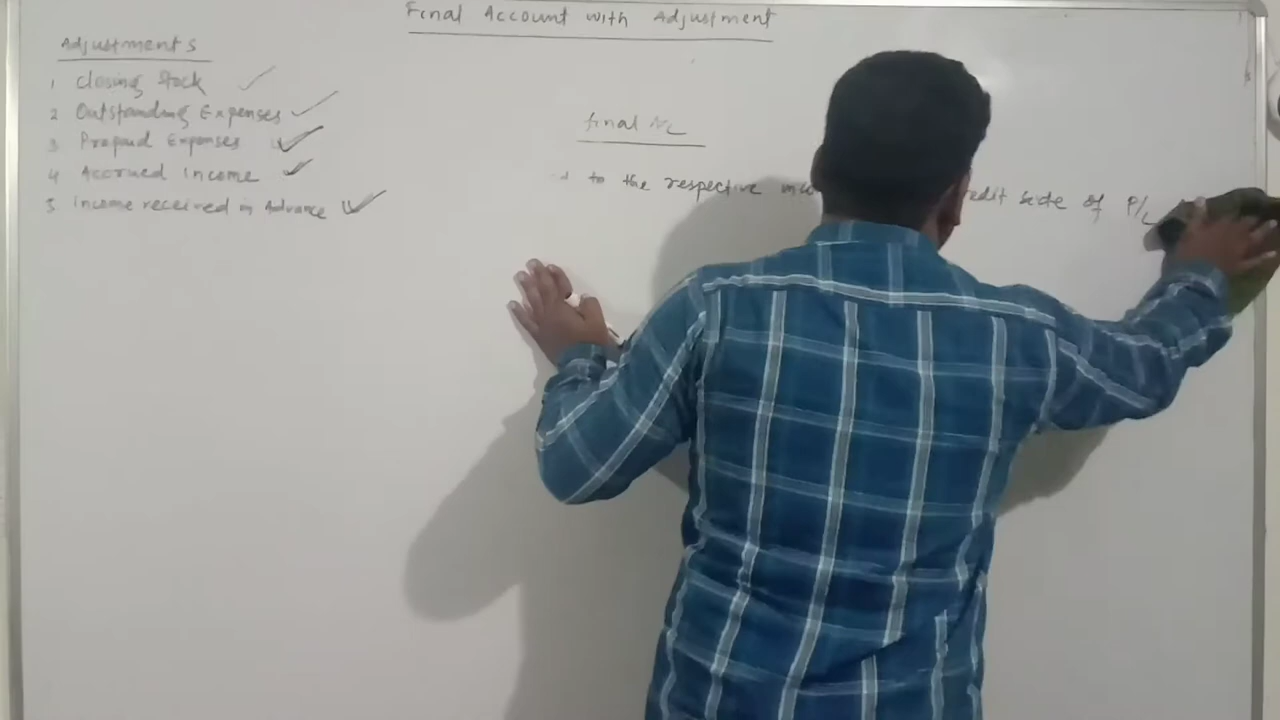 Final Account with Adjustment
Adjustments
1 Closing Stock
2 Outstanding Expenses
3 Prepaid Expenses
4 Accrued Income
5 Income received in Advance
final A/c
to the respective edit side of P/L